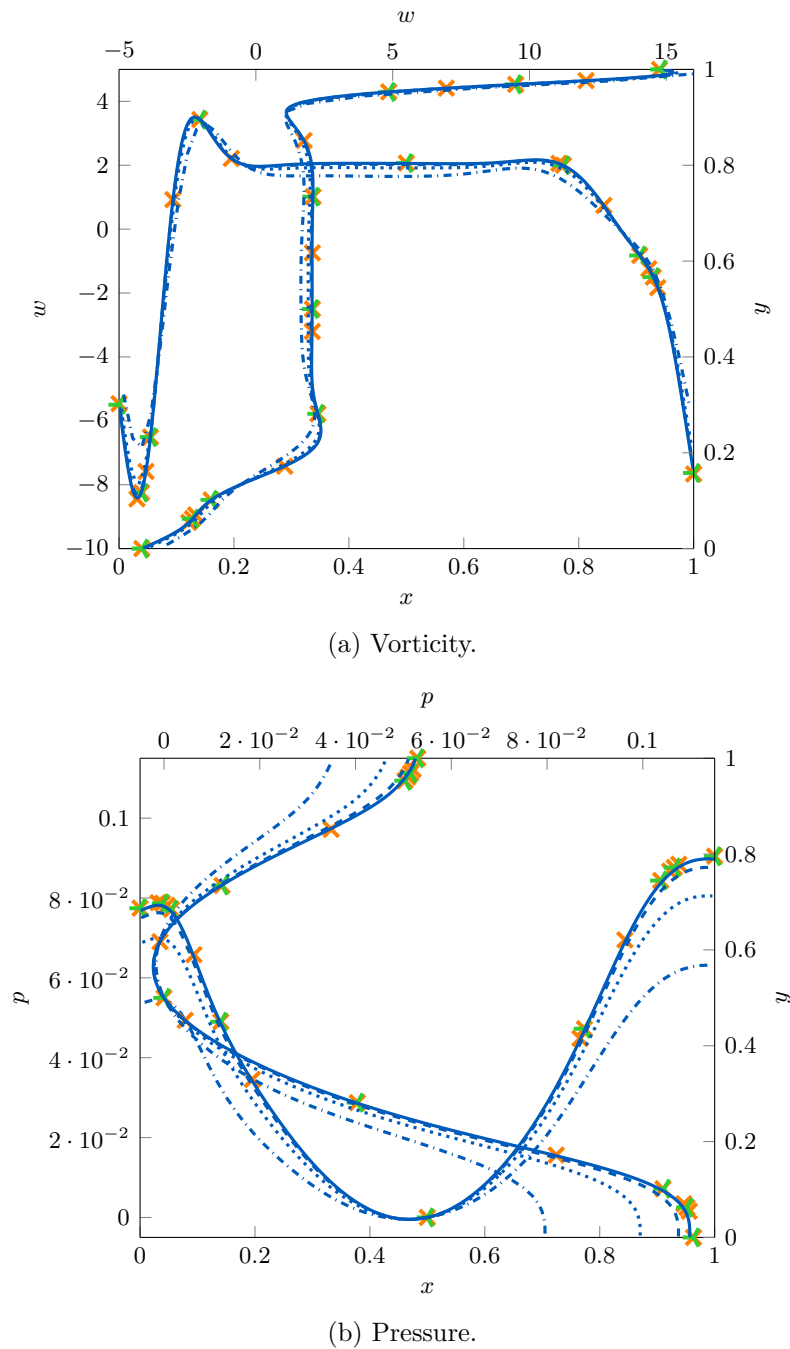 w
−5 0 5 10 15
4 1
2 0.8
0
−2 0.6
w y
−4 0.4
−6
−8 0.2
−10 0
0 0.2 0.4 0.6 0.8 1
x
(a) Vorticity.
p
0 2 · 10⁻² 4 · 10⁻² 6 · 10⁻² 8 · 10⁻² 0.1
1
0.1
0.8
8 · 10⁻²
6 · 10⁻² 0.6
p y
4 · 10⁻² 0.4
2 · 10⁻² 0.2
0
0
0 0.2 0.4 0.6 0.8 1
x
(b) Pressure.